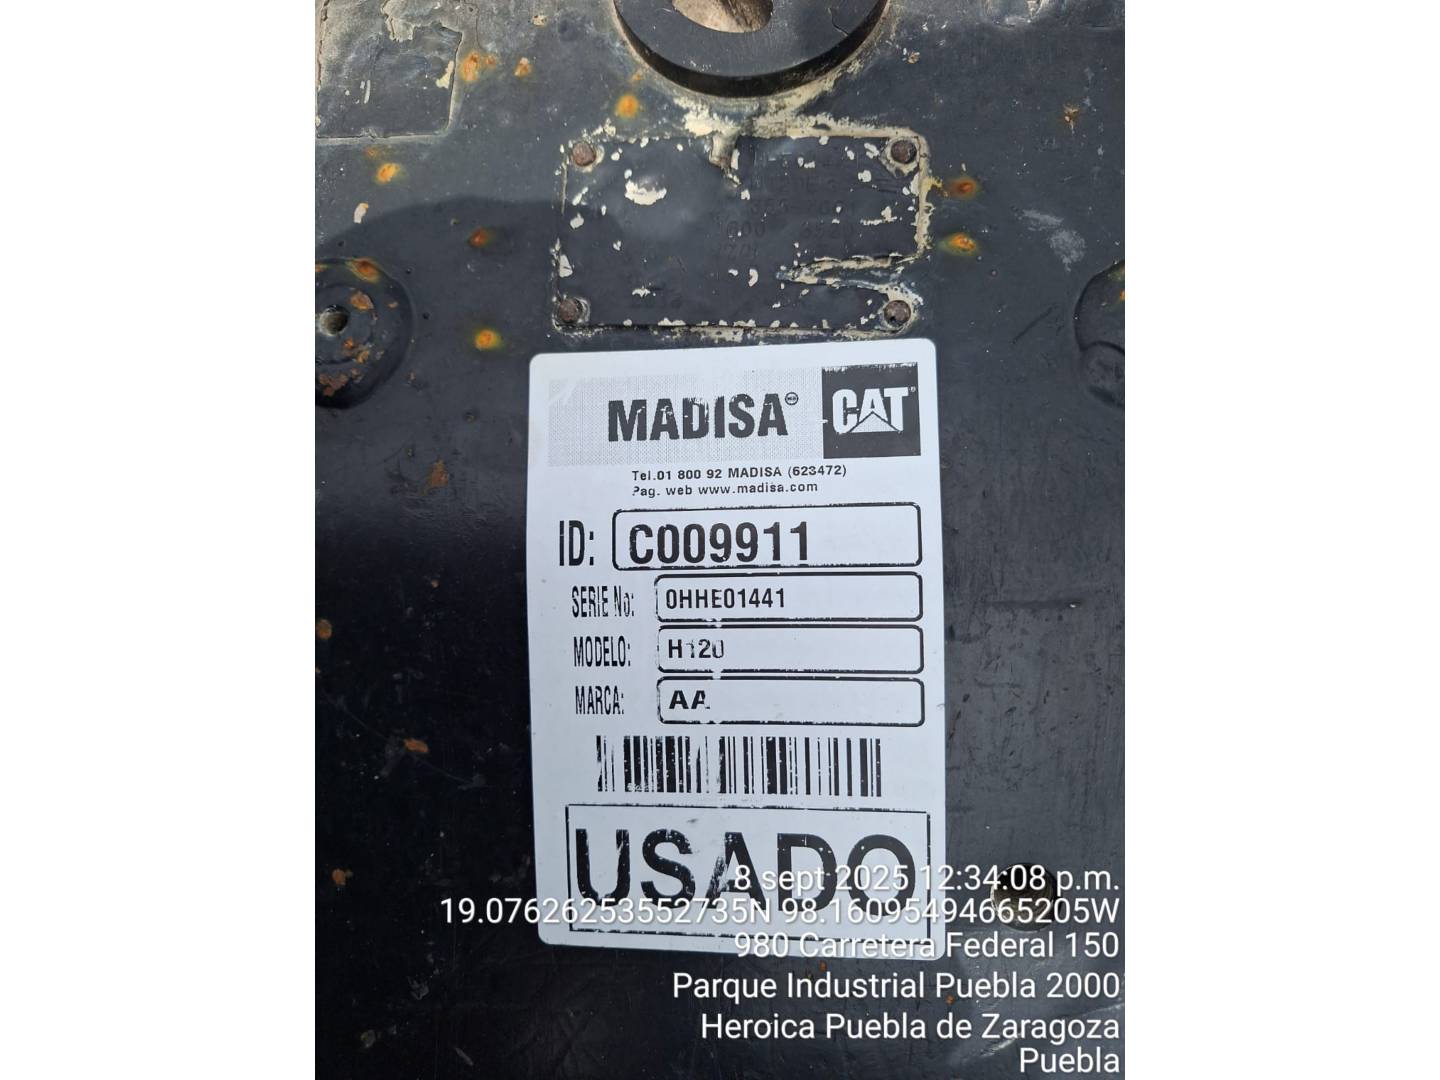 MADISA MR CAT
Tel.01 800 92 MADISA (623472)
Pag. web www.madisa.com
ID: C009911
SERIE No: 0HHE01441
MODELO: H120
MARCA: AA
USADO
8 sept 2025 12:34:08 p.m.
19.07626253552735N 98.16095494665205W
980 Carretera Federal 150
Parque Industrial Puebla 2000
Heroica Puebla de Zaragoza
Puebla